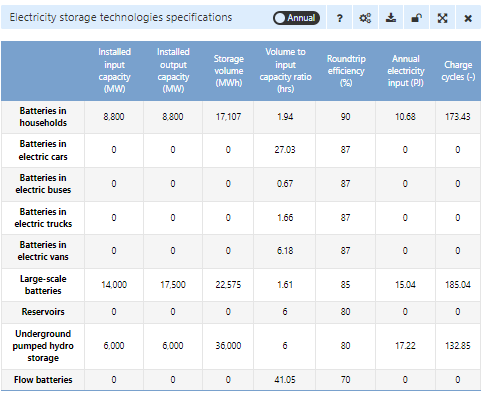 Electricity storage technologies specifications Annual ?
Installed input capacity (MW) Installed output capacity (MW) Storage volume (MWh) Volume to input capacity ratio (hrs) Roundtrip efficiency (%) Annual electricity input (PJ) Charge cycles (-)
Batteries in households 8,800 8,800 17,107 1.94 90 10.68 173.43
Batteries in electric cars 0 0 0 27.03 87 0 0
Batteries in electric buses 0 0 0 0.67 87 0 0
Batteries in electric trucks 0 0 0 1.66 87 0 0
Batteries in electric vans 0 0 0 6.18 87 0 0
Large-scale batteries 14,000 17,500 22,575 1.61 85 15.04 185.04
Reservoirs 0 0 0 6 80 0 0
Underground pumped hydro storage 6,000 6,000 36,000 6 80 17.22 132.85
Flow batteries 0 0 0 41.05 70 0 0